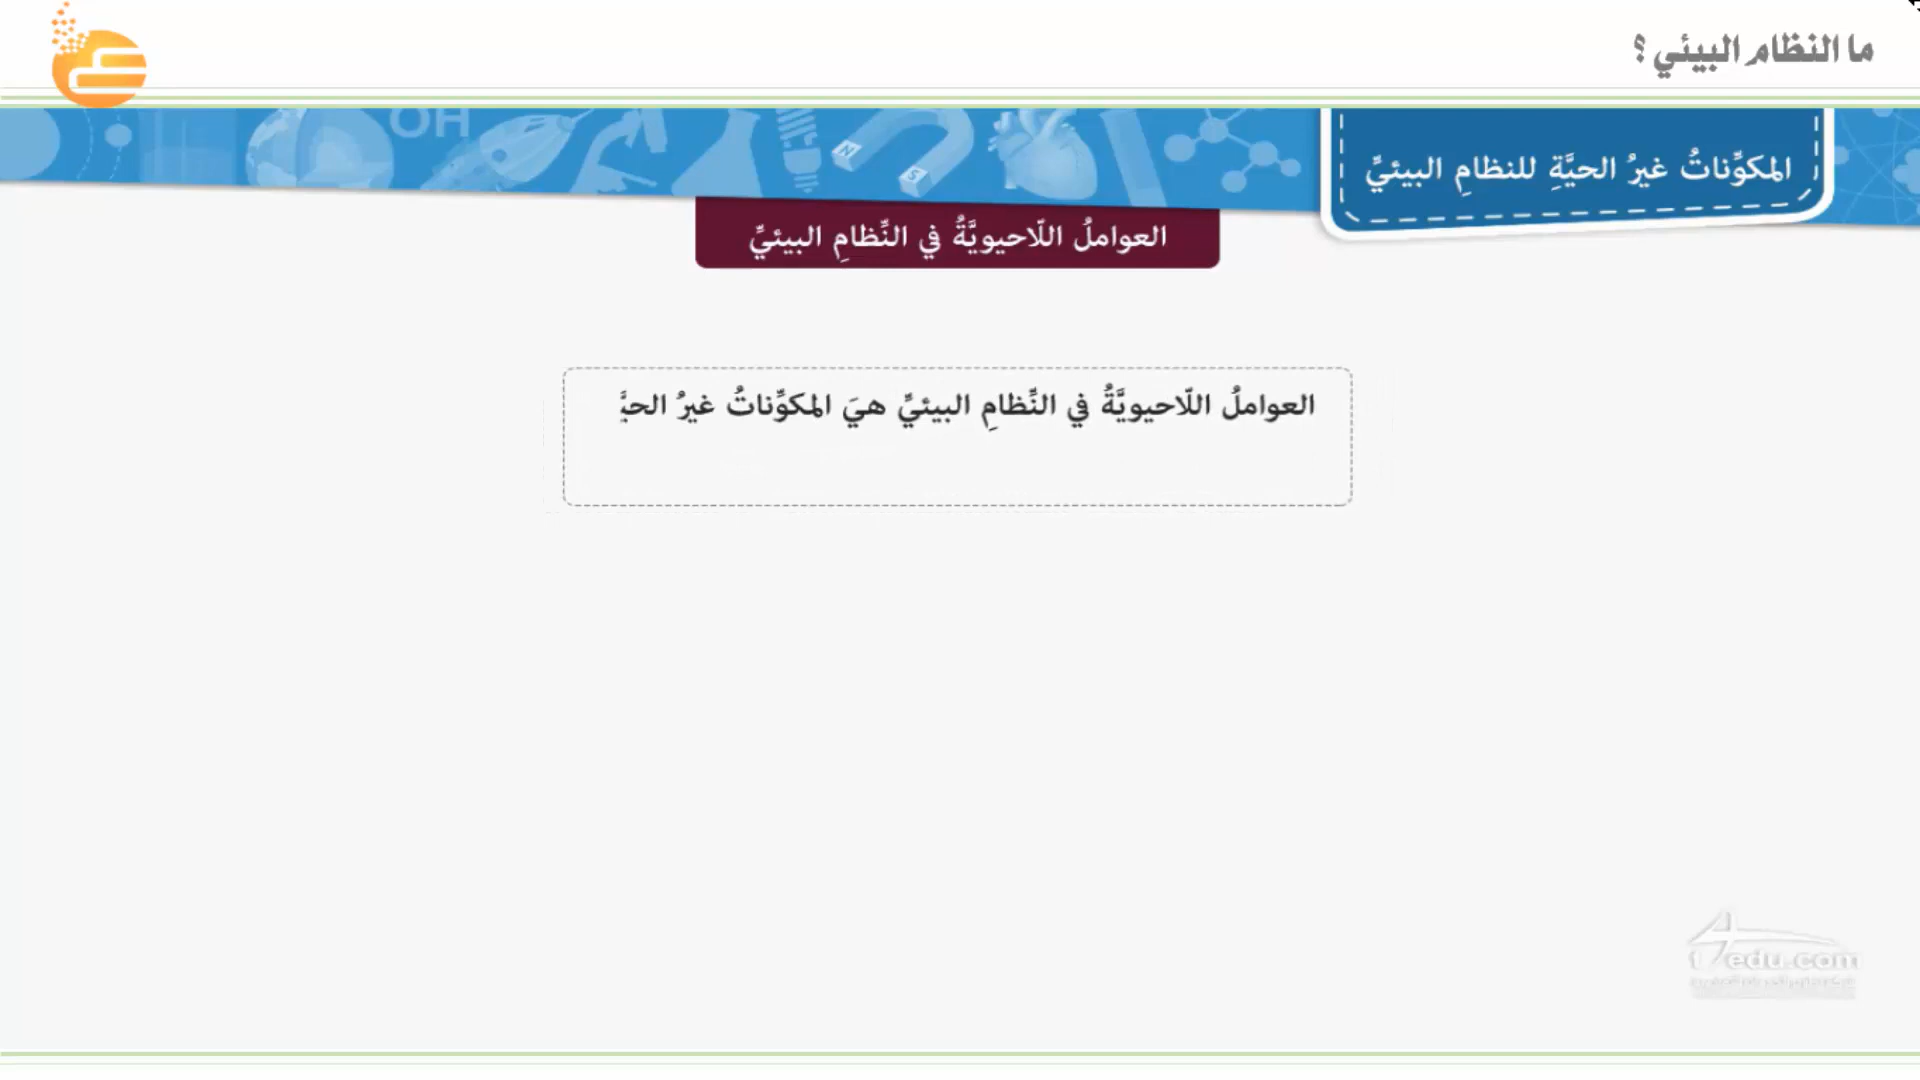 ما النظام البيئي ؟
المكوِّناتُ غيرُ الحيَّةِ للنظامِ البيئيِّ
OH
N
S
العواملُ اللّاحيويَّةُ في النِّظامِ البيئيِّ
العواملُ اللّاحيويَّةُ في النِّظامِ البيئيِّ هيَ المكوِّناتُ غيرُ الحيَّ
edu.com